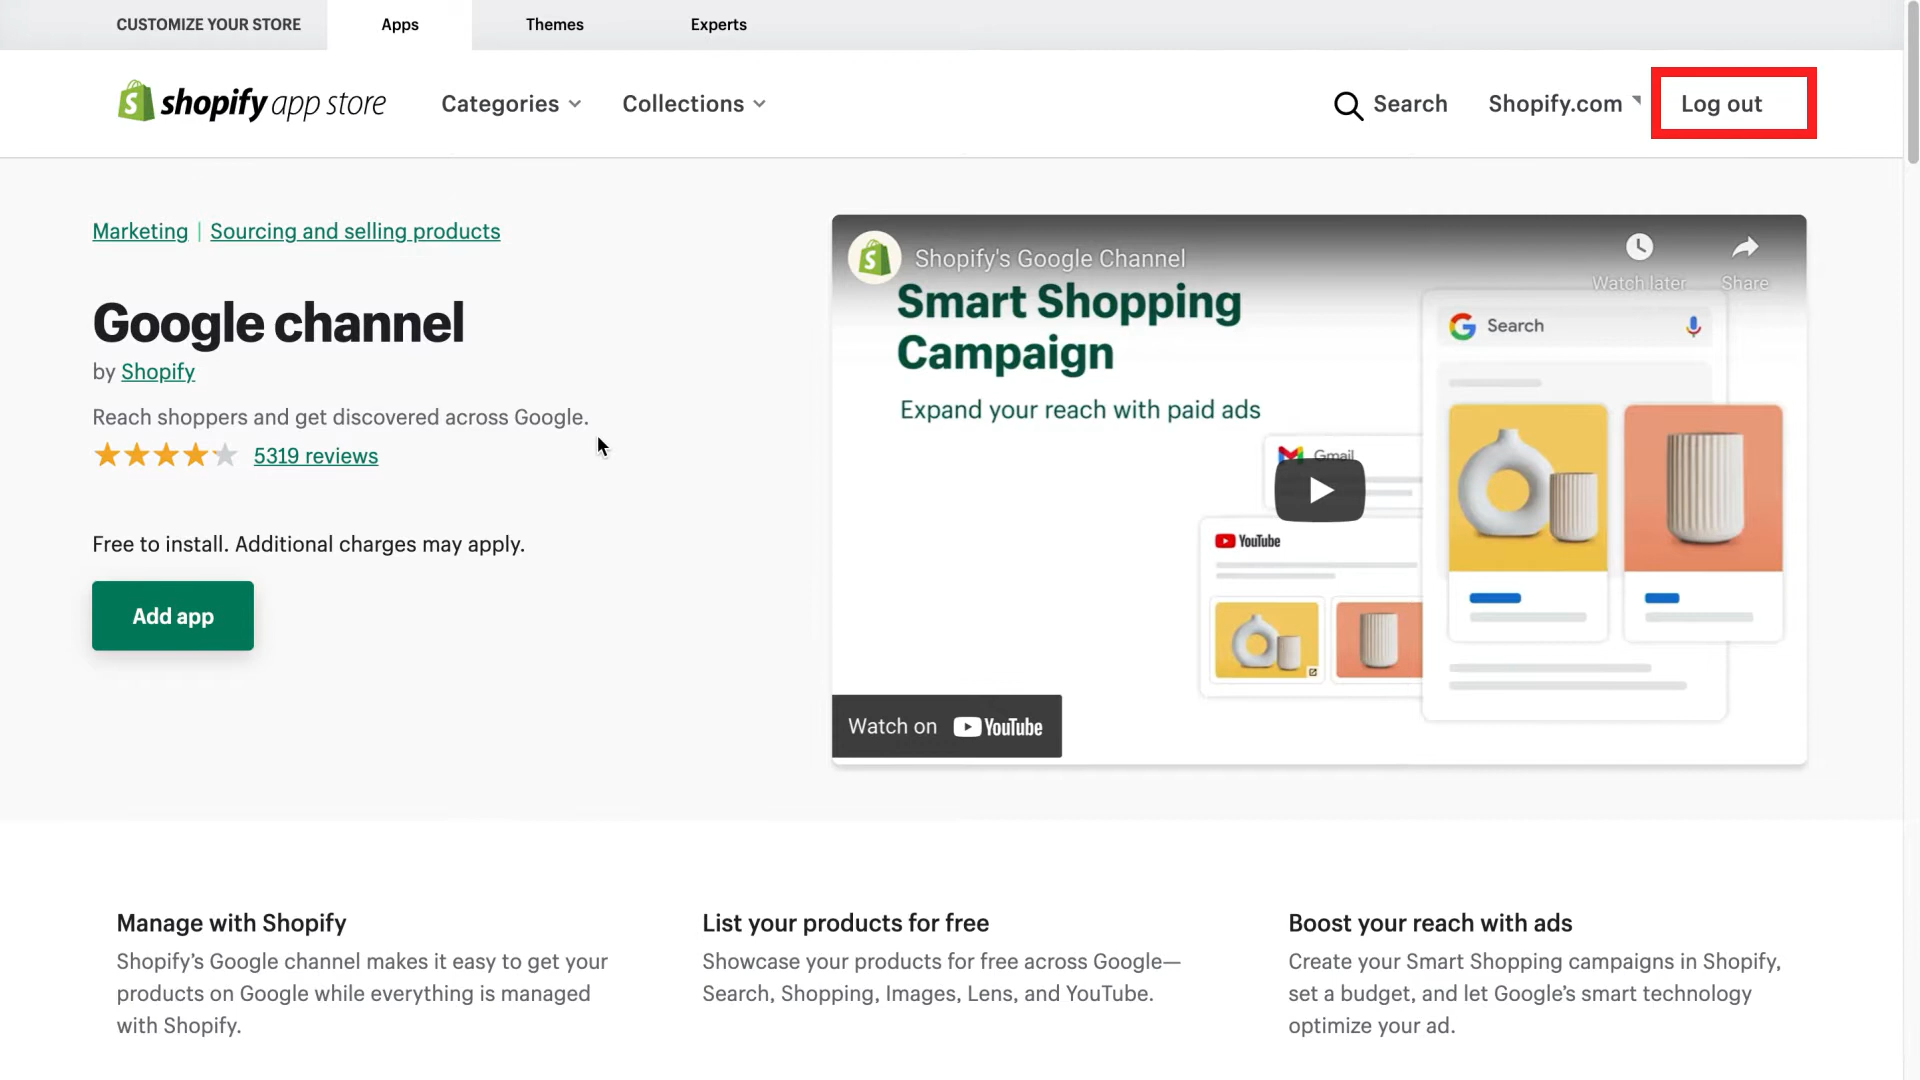 CUSTOMIZE YOUR STORE Apps Themes Experts
shopify app store Categories Collections Search Shopify.com Log out
Marketing | Sourcing and selling products
Google channel
by Shopify
Reach shoppers and get discovered across Google.
5319 reviews
Free to install. Additional charges may apply.
Add app
Shopify's Google Channel
Watch later Share
Smart Shopping
Campaign
Expand your reach with paid ads
Search
Gmail
YouTube
Watch on YouTube
Manage with Shopify
Shopify’s Google channel makes it easy to get your
products on Google while everything is managed
with Shopify.
List your products for free
Showcase your products for free across Google—
Search, Shopping, Images, Lens, and YouTube.
Boost your reach with ads
Create your Smart Shopping campaigns in Shopify,
set a budget, and let Google’s smart technology
optimize your ad.